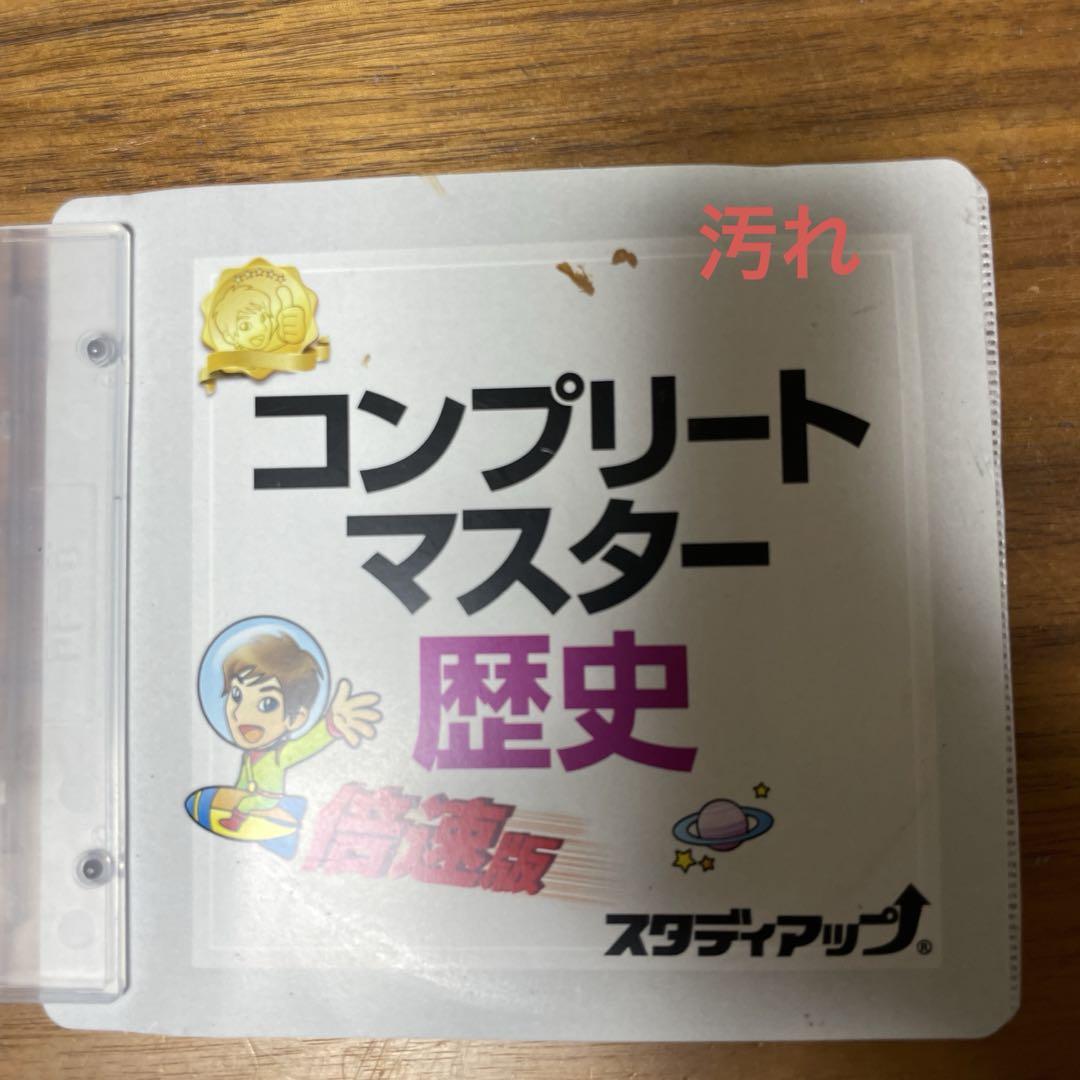 汚れ
コンプリート
マスター
歴史
倍速版
スタディアップ®